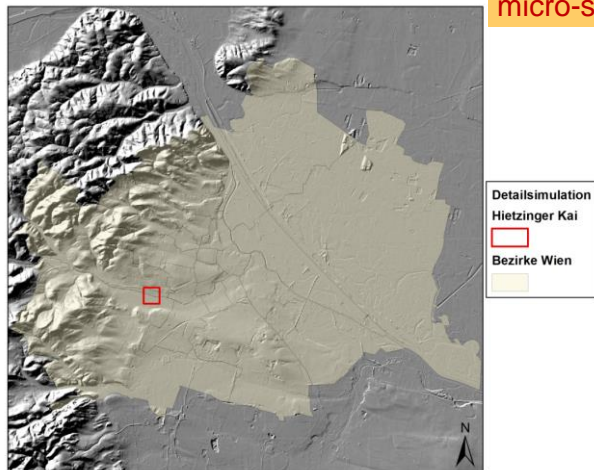 micro-s
Detailsimulation
Hietzinger Kai
Bezirke Wien
N